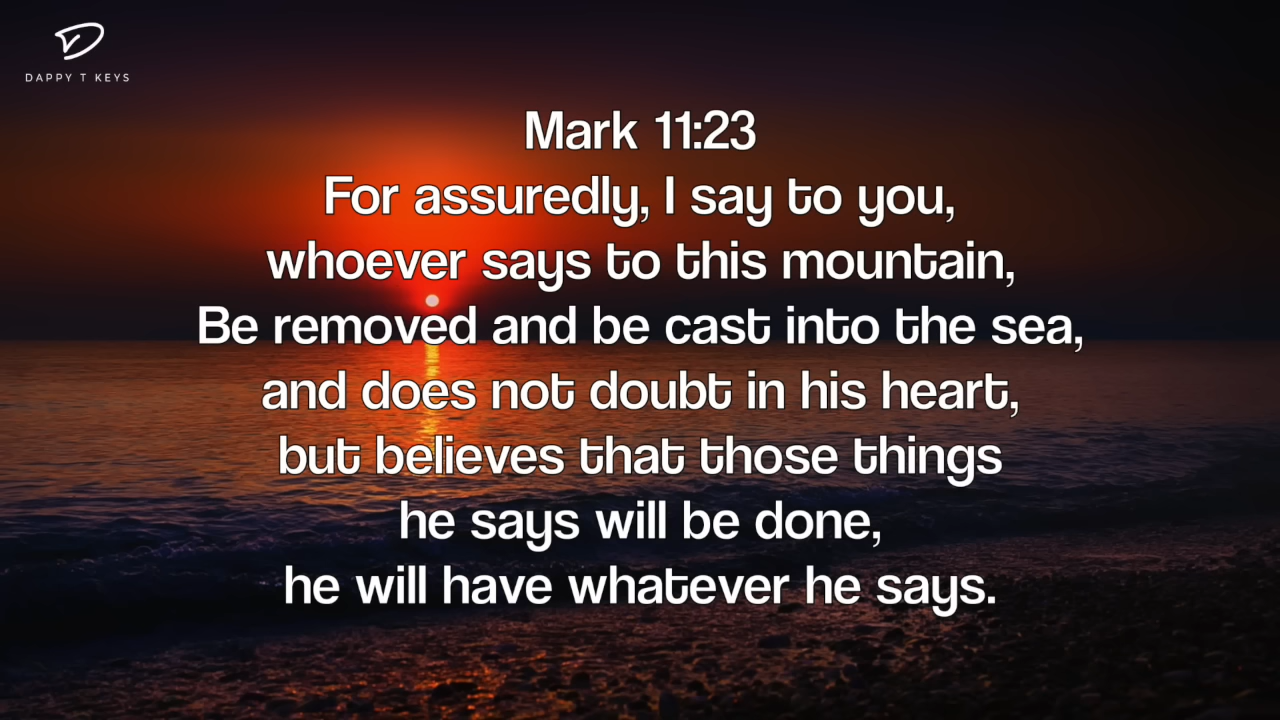 DAPPY T KEYS
Mark 11:23
For assuredly, I say to you,
whoever says to this mountain,
Be removed and be cast into the sea,
and does not doubt in his heart,
but believes that those things
he says will be done,
he will have whatever he says.